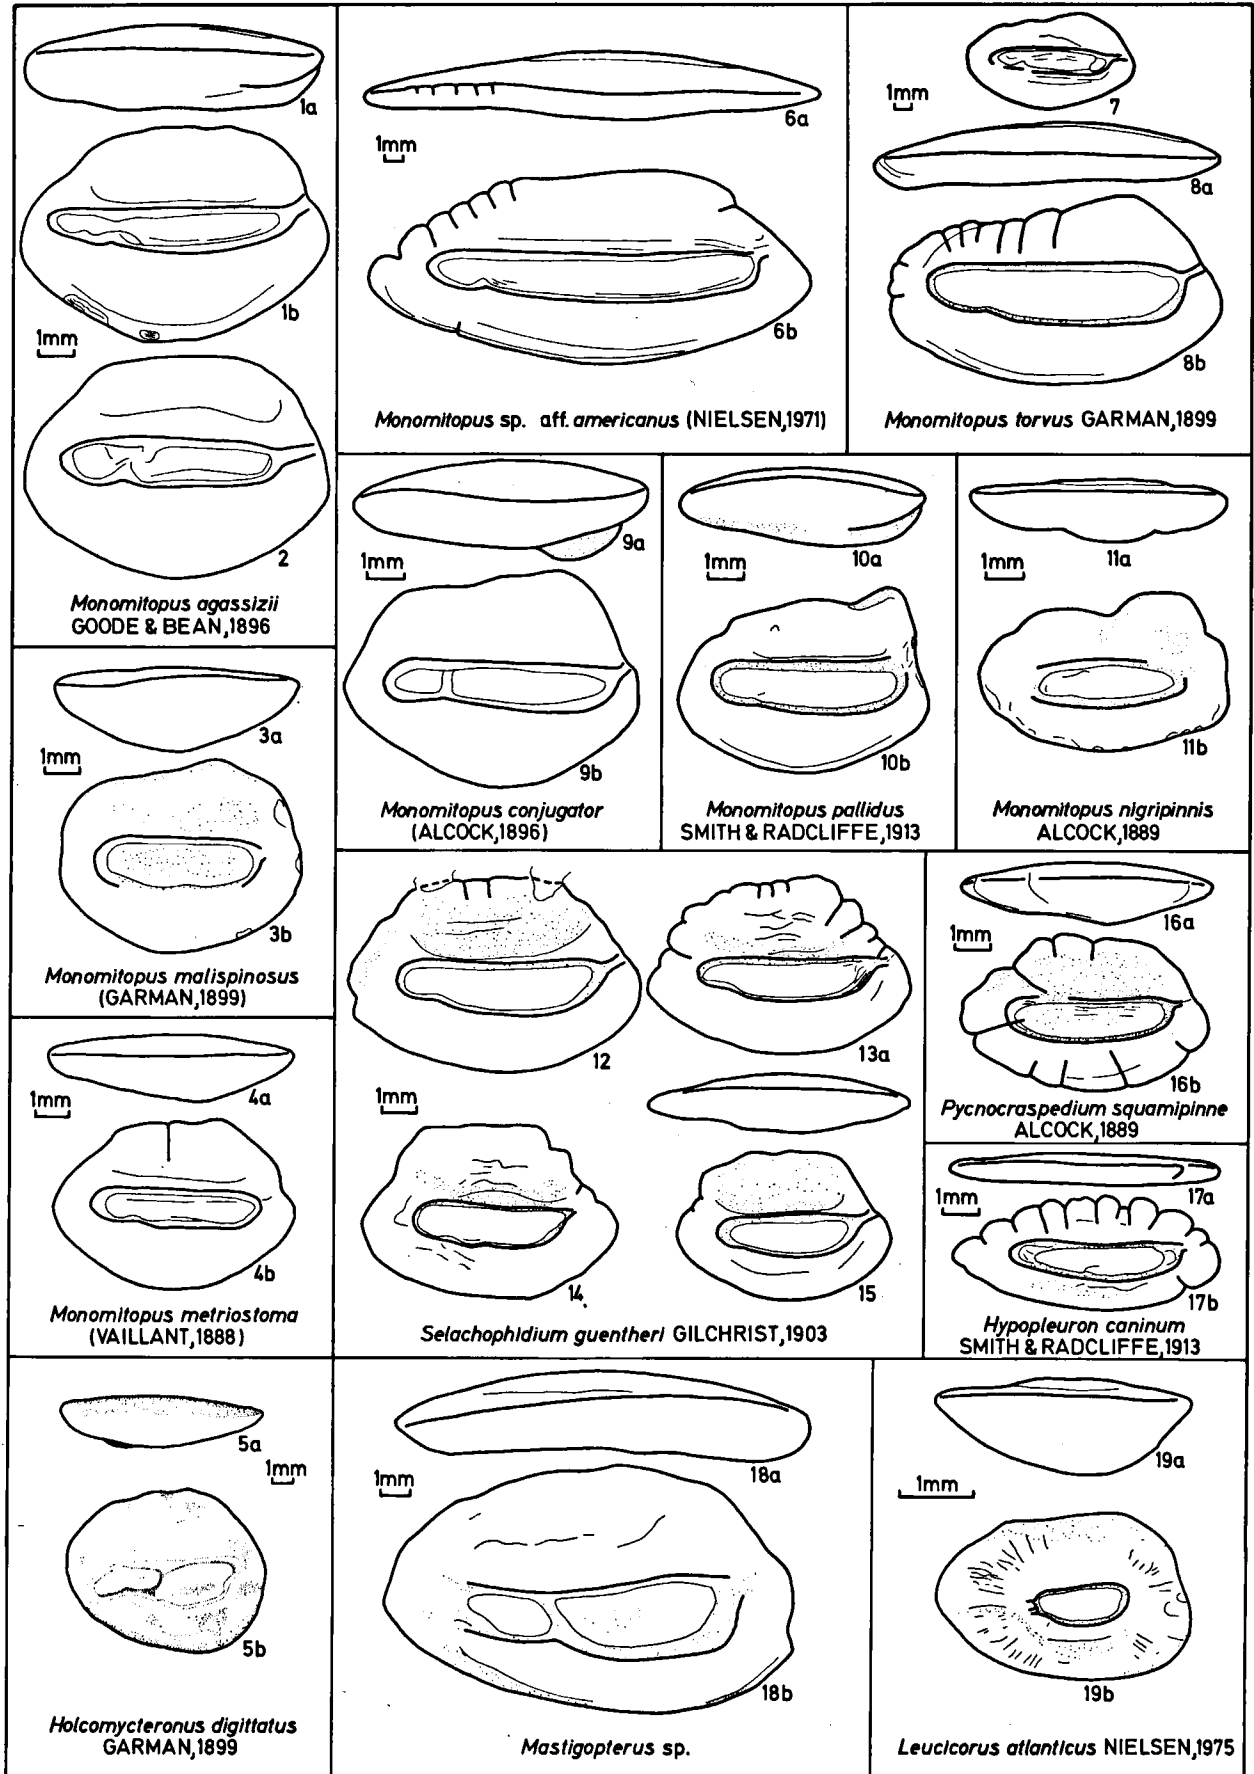 1a
1b
1mm
2
Monomitopus agassizii
GOODE & BEAN,1896
6a
1mm
6b
Monomitopus sp. aff. americanus (NIELSEN,1971)
7
1mm
8a
8b
Monomitopus torvus GARMAN,1899
3a
1mm
3b
Monomitopus malispinosus
(GARMAN,1899)
9a
1mm
9b
Monomitopus conjugator
(ALCOCK,1896)
10a
1mm
10b
Monomitopus pallidus
SMITH & RADCLIFFE,1913
11a
1mm
11b
Monomitopus nigripinnis
ALCOCK,1889
4a
1mm
4b
Monomitopus metriostoma
(VAILLANT,1888)
12
13a
1mm
14
15
Selachophidium guentheri GILCHRIST,1903
16a
1mm
16b
Pycnocraspedium squamipinne
ALCOCK,1889
17a
1mm
17b
Hypopleuron caninum
SMITH & RADCLIFFE,1913
5a
1mm
5b
Holcomycteronus digittatus
GARMAN,1899
18a
1mm
18b
Mastigopterus sp.
19a
1mm
19b
Leucicorus atlanticus NIELSEN,1975